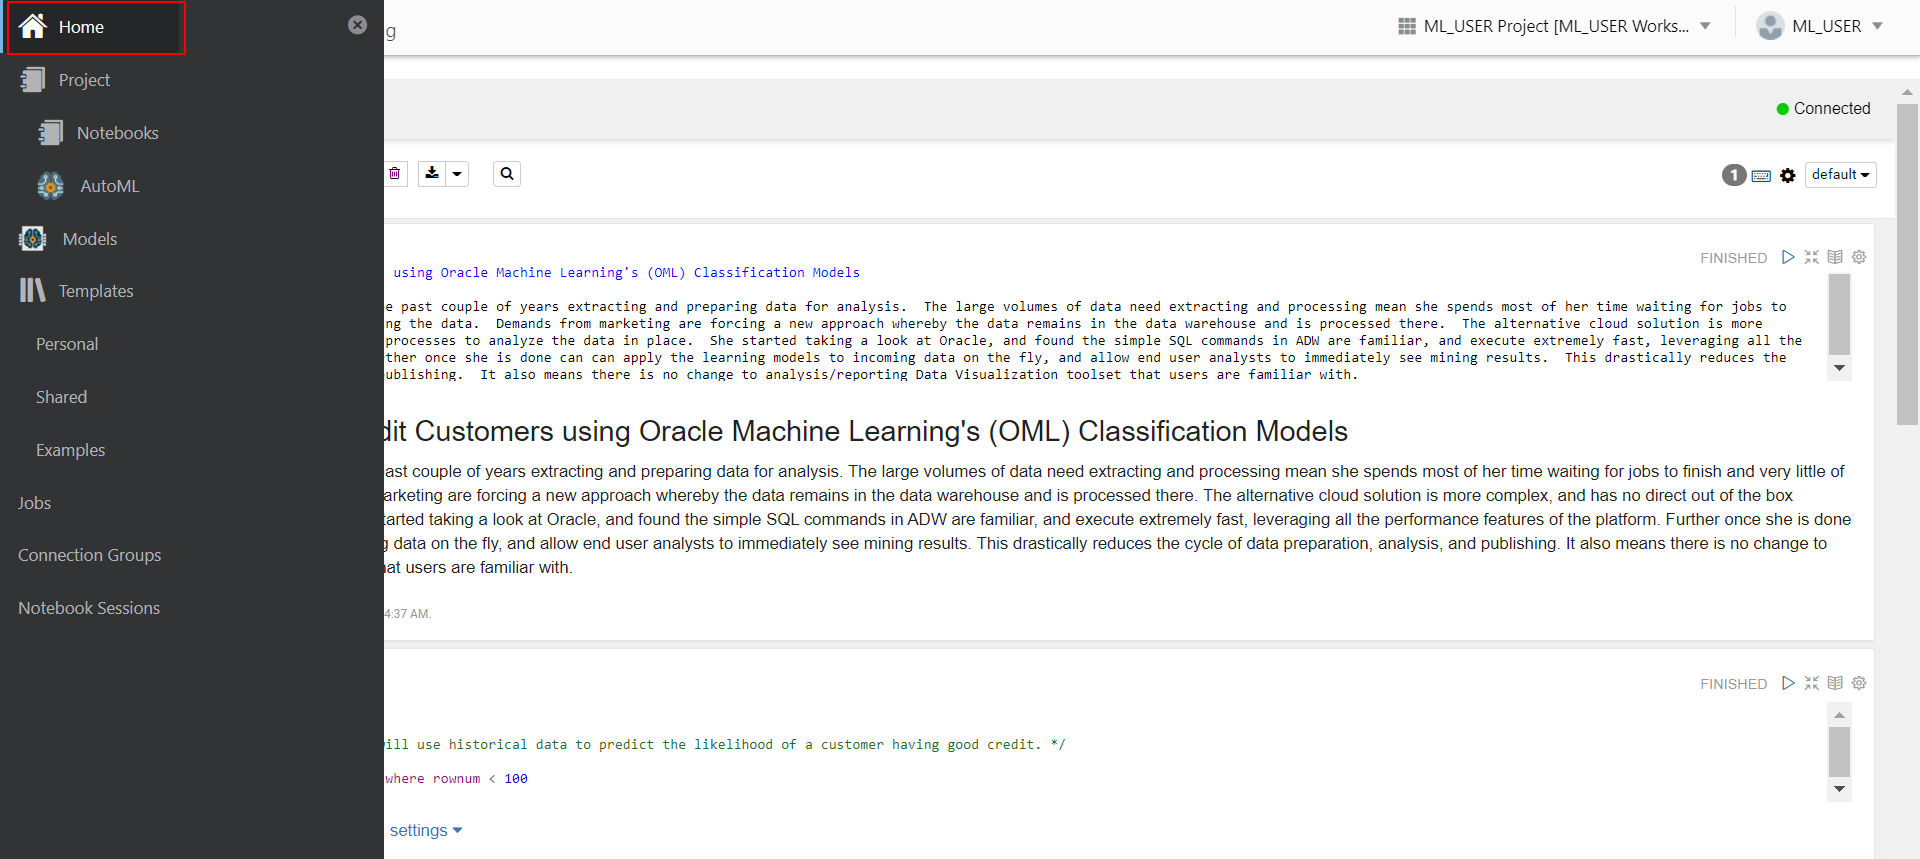 Home
Project
Notebooks
AutoML
Models
Templates
Personal
Shared
Examples
Jobs
Connection Groups
Notebook Sessions
g
ML_USER Project [ML_USER Works...
ML_USER
Connected
1
default
FINISHED
using Oracle Machine Learning's (OML) Classification Models
e past couple of years extracting and preparing data for analysis.  The large volumes of data need extracting and processing mean she spends most of her time waiting for jobs to
ng the data.  Demands from marketing are forcing a new approach whereby the data remains in the data warehouse and is processed there.  The alternative cloud solution is more
processes to analyze the data in place.  She started taking a look at Oracle, and found the simple SQL commands in ADW are familiar, and execute extremely fast, leveraging all the
ther once she is done can can apply the learning models to incoming data on the fly, and allow end user analysts to immediately see mining results.  This drastically reduces the
ublishing.  It also means there is no change to analysis/reporting Data Visualization toolset that users are familiar with.
dit Customers using Oracle Machine Learning's (OML) Classification Models
ast couple of years extracting and preparing data for analysis. The large volumes of data need extracting and processing mean she spends most of her time waiting for jobs to finish and very little of
arketing are forcing a new approach whereby the data remains in the data warehouse and is processed there. The alternative cloud solution is more complex, and has no direct out of the box
tarted taking a look at Oracle, and found the simple SQL commands in ADW are familiar, and execute extremely fast, leveraging all the performance features of the platform. Further once she is done
g data on the fly, and allow end user analysts to immediately see mining results. This drastically reduces the cycle of data preparation, analysis, and publishing. It also means there is no change to
hat users are familiar with.
4:37 AM.
FINISHED
will use historical data to predict the likelihood of a customer having good credit. */
where rownum < 100
settings